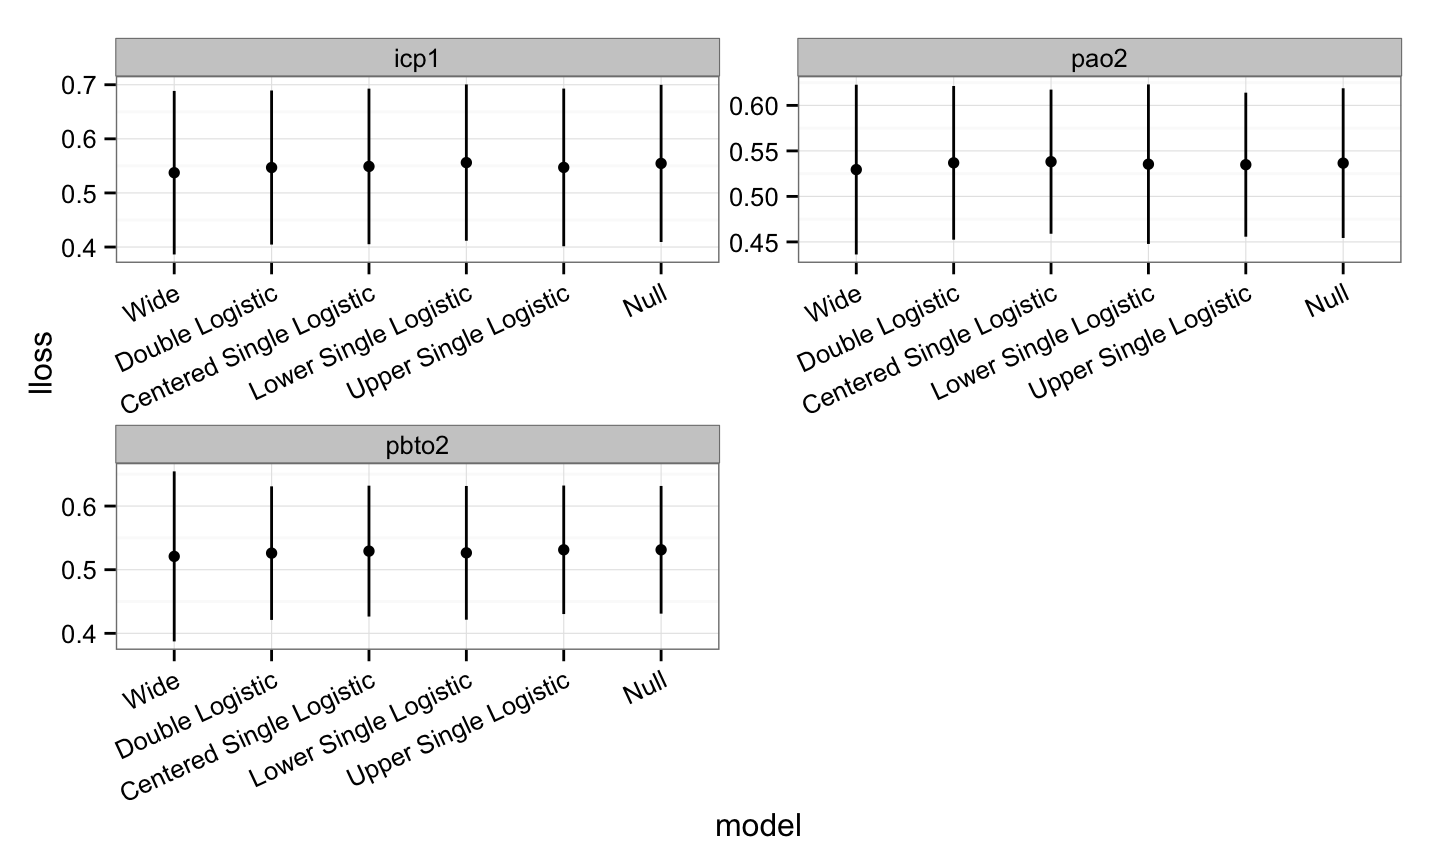 icp1
0.7
0.6
0.5
0.4
Wide
Double Logistic
Centered Single Logistic
Lower Single Logistic
Upper Single Logistic
Null
pao2
0.60
0.55
0.50
0.45
Wide
Double Logistic
Centered Single Logistic
Lower Single Logistic
Upper Single Logistic
Null
lloss
pbto2
0.6
0.5
0.4
Wide
Double Logistic
Centered Single Logistic
Lower Single Logistic
Upper Single Logistic
Null
model